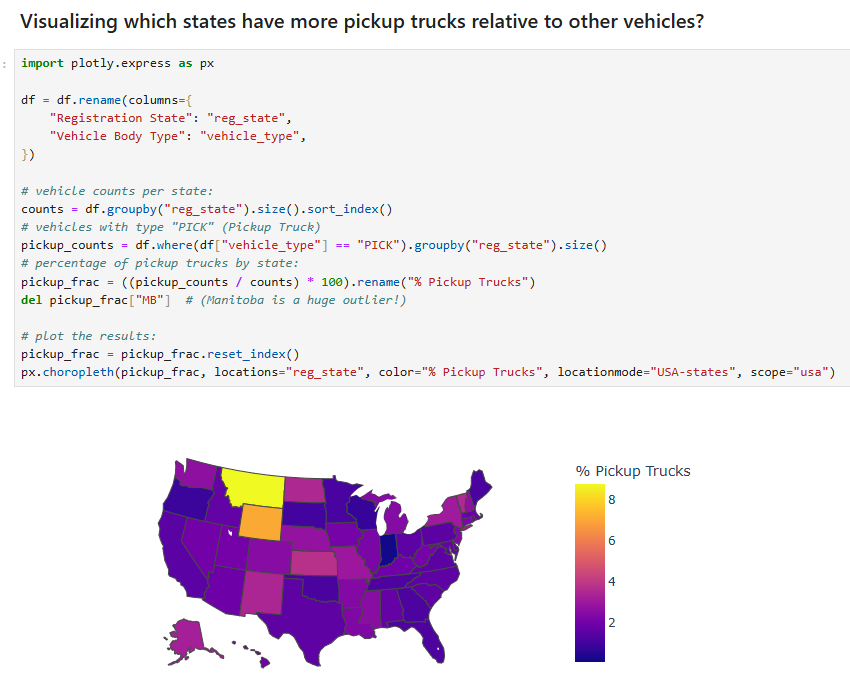 Visualizing which states have more pickup trucks relative to other vehicles?
:
import plotly.express as px
df = df.rename(columns={
    "Registration State": "reg_state",
    "Vehicle Body Type": "vehicle_type",
})
# vehicle counts per state:
counts = df.groupby("reg_state").size().sort_index()
# vehicles with type "PICK" (Pickup Truck)
pickup_counts = df.where(df["vehicle_type"] == "PICK").groupby("reg_state").size()
# percentage of pickup trucks by state:
pickup_frac = ((pickup_counts / counts) * 100).rename("% Pickup Trucks")
del pickup_frac["MB"]  # (Manitoba is a huge outlier!)
# plot the results:
pickup_frac = pickup_frac.reset_index()
px.choropleth(pickup_frac, locations="reg_state", color="% Pickup Trucks", locationmode="USA-states", scope="usa")
% Pickup Trucks
8
6
4
2